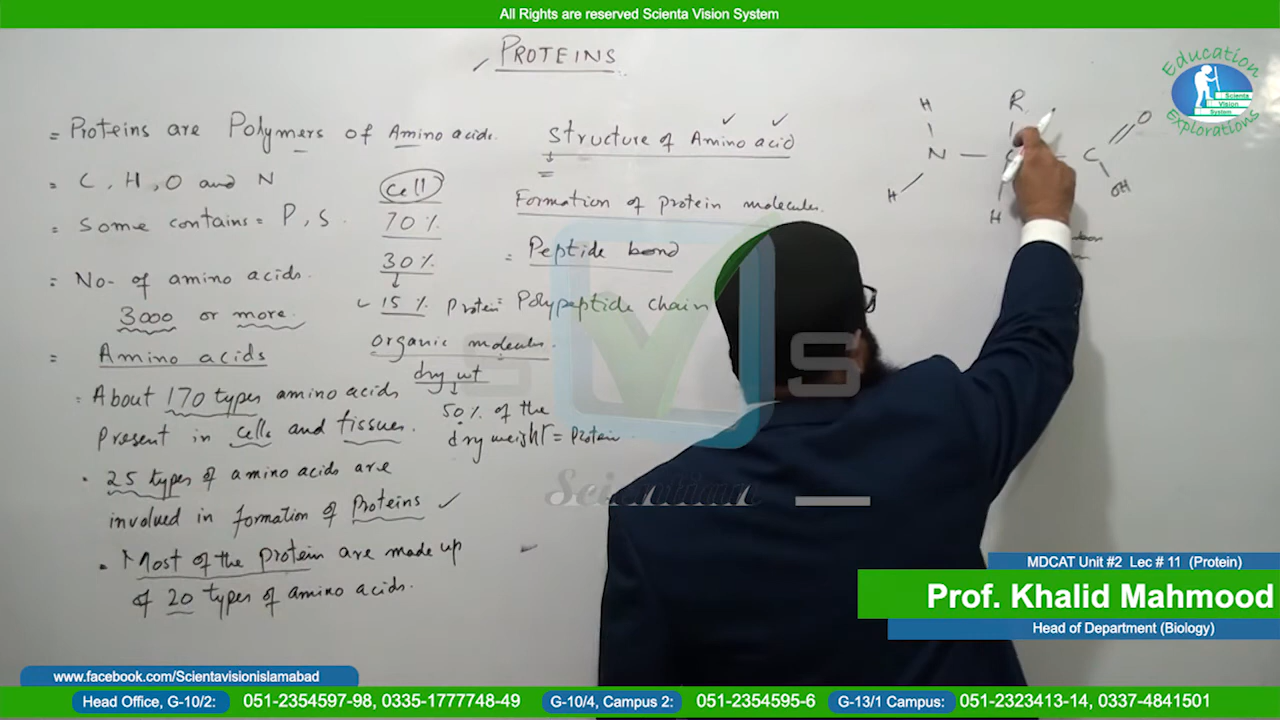 All Rights are reserved Scienta Vision System
PROTEINS
Education
Scienta
Vision
System
Explorations
= Proteins are Polymers of Amino acids.
= C, H, O and N
= Some contains = P, S.
= No- of amino acids.
3000 or more.
= Amino acids
About 170 types amino acids
present in cells and tissues.
25 types of amino acids are
involved in formation of Proteins ✓
Most of the protein are made up
of 20 types of amino acids.
Cell
70%
30%
15% protein
organic molecules.
dry wt
50% of the
dry weight = Protein
Structure of Amino acid
=
Formation of protein molecules.
= Peptide bond
= Polypeptide chain
H R O
N — C — C
H H OH
S S
Scientian
MDCAT Unit #2 Lec # 11 (Protein)
Prof. Khalid Mahmood
Head of Department (Biology)
www.facebook.com/Scientavisionislamabad
Head Office, G-10/2: 051-2354597-98, 0335-1777748-49 G-10/4, Campus 2: 051-2354595-6 G-13/1 Campus: 051-2323413-14, 0337-4841501